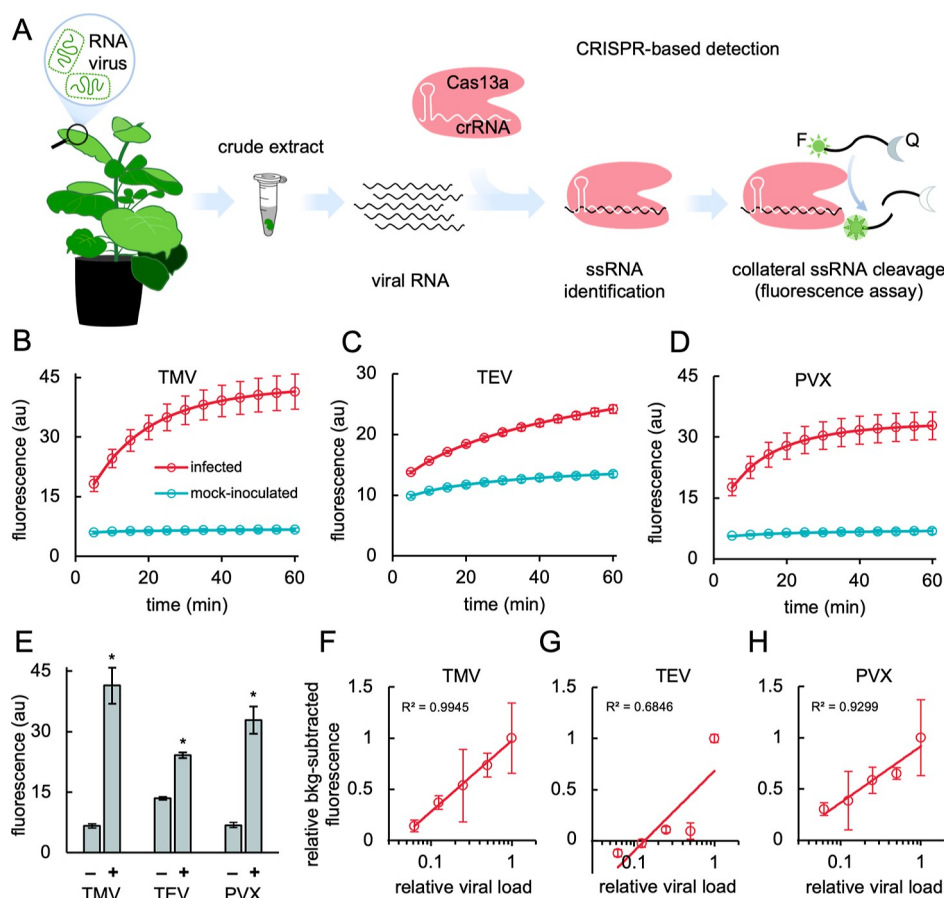 A
RNA
virus
crude extract
viral RNA
Cas13a
crRNA
CRISPR-based detection
ssRNA
identification
F
Q
collateral ssRNA cleavage
(fluorescence assay)
B
TMV
fluorescence (au)
45
30
15
0
infected
mock-inoculated
0 20 40 60
time (min)
C
TEV
fluorescence (au)
30
20
10
0
0 20 40 60
time (min)
D
PVX
fluorescence (au)
45
30
15
0
0 20 40 60
time (min)
E
fluorescence (au)
45
30
15
0
* * *
– + – + – +
TMV TEV PVX
F
TMV
relative bkg-subtracted
fluorescence
1.5
1
0.5
0
R² = 0.9945
0.1 1
relative viral load
G
TEV
1.5
1
0.5
0
R² = 0.6846
0.1 1
relative viral load
H
PVX
1.5
1
0.5
0
R² = 0.9299
0.1 1
relative viral load